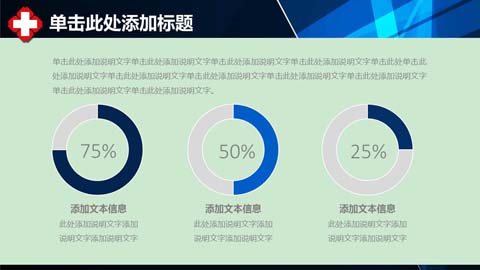 单击此处添加标题
单击此处添加说明文字单击此处添加说明文字单击此处添加说明文字单击此处添加说明文字单击此处单击此
处添加说明文字单击此处添加说明文字单击此处添加说明文字单击此处添加说明文字单击此处添加说明文字
单击此处添加说明文字单击此处添加说明文字。
75%
50%
25%
添加文本信息
此处添加说明文字添加
说明文字添加说明文字
添加文本信息
此处添加说明文字添加
说明文字添加说明文字
添加文本信息
此处添加说明文字添加
说明文字添加说明文字